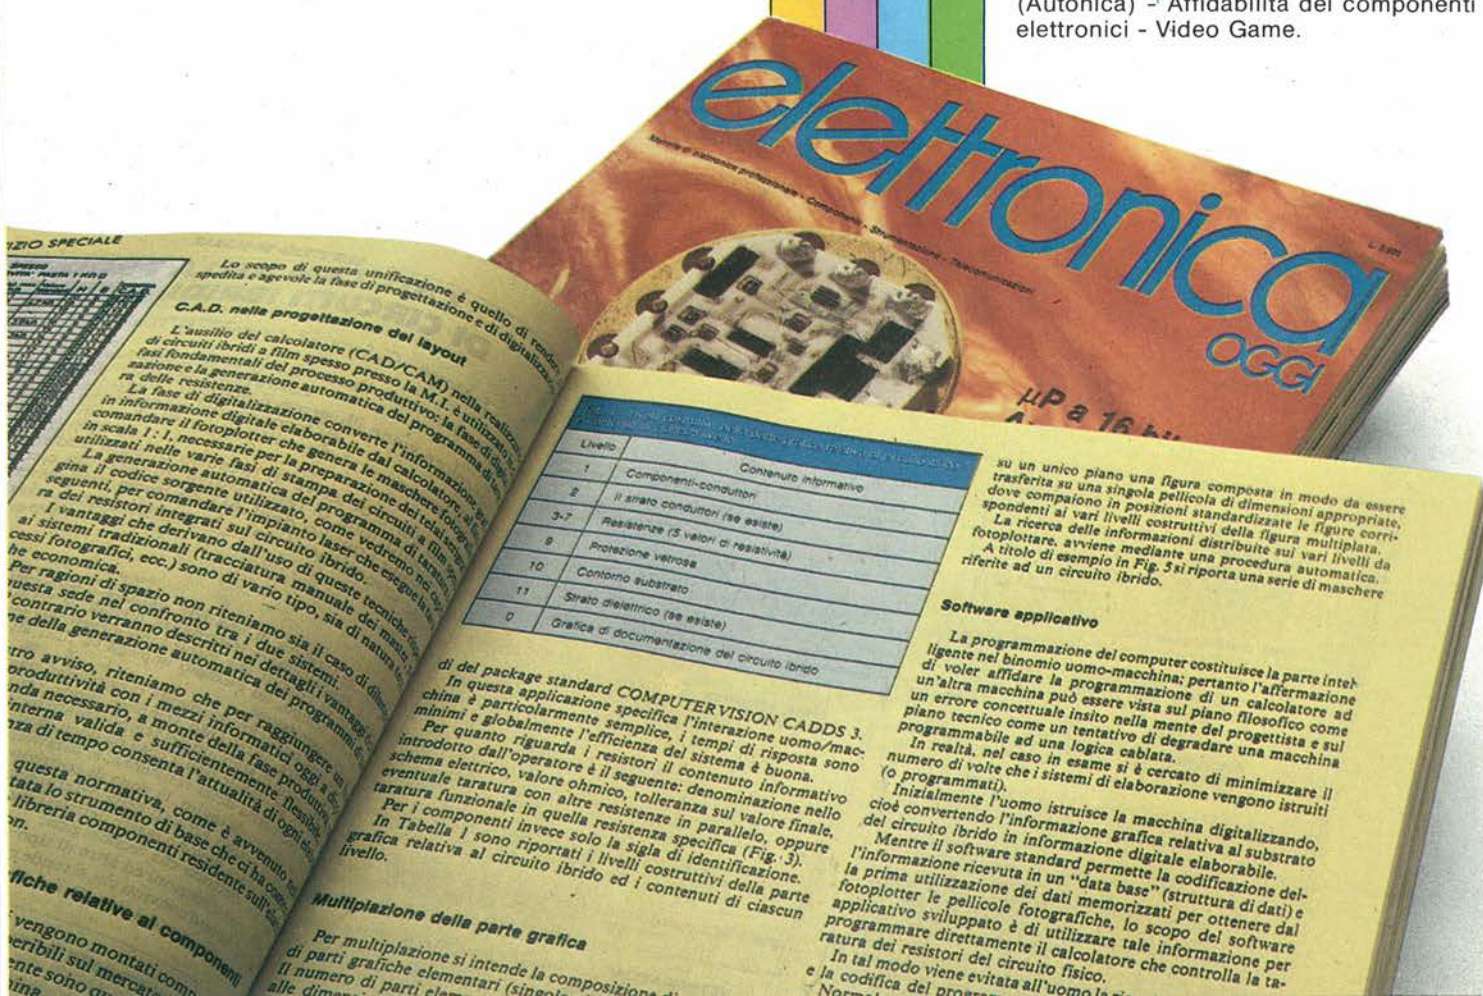 (Autonica) - Affidabilità dei componenti
elettronici - Video Game.
elettronica
OGGI
Mensile di elettronica professionale - Componenti - Strumentazione - Telecomunicazioni
µP a 16 bit
SERVIZIO SPECIALE
Lo scopo di questa unificazione è quello di
spedita e agevole la fase di progettazione e di
C.A.D. nella progettazione del layout
L'ausilio del calcolatore (CAD/CAM) nella
di circuiti ibridi a film spesso presso la M.I. è utilizzato
fasi fondamentali del processo produttivo: la fase di
zazione e la generazione automatica del programma di
ra delle resistenze.
La fase di digitalizzazione converte l'informazione
in informazione digitale elaborabile dal calcolatore, al
comandare il fotoplotter che genera le maschere
in scala 1 : 1, necessarie per la preparazione dei telai
utilizzati nelle varie fasi di stampa dei circuiti a film
La generazione automatica del programma di taratura
gina il codice sorgente utilizzato, come vedremo nei
seguenti, per comandare l'impianto laser che esegue la
ra dei resistori integrati sul circuito ibrido.
I vantaggi che derivano dall'uso di queste tecniche
ai sistemi tradizionali (tracciatura manuale dei master
cessi fotografici, ecc.) sono di vario tipo, sia di natura
che economica.
Per ragioni di spazio non riteniamo sia il caso di
questa sede nel confronto tra i due sistemi.
contrario verranno descritti nei dettagli i vantaggi
ne della generazione automatica dei programmi di
tro avviso, riteniamo che per raggiungere un
produttività con i mezzi informatici oggi a
nda necessario, a monte della fase produttiva,
interna valida e sufficientemente flessibile
za di tempo consenta l'attualità di ogni
questa normativa, come è avvenuto
tata lo strumento di base che ci ha
libreria componenti residente sull'
on.
fiche relative ai componenti
vengono montati
peribili sul mercato
ente sono
Livello Contenuto informativo
1 Componenti-conduttori
2 II strato conduttori (se esiste)
3-7 Resistenze (5 valori di resistività)
9 Protezione vetrosa
10 Contorno substrato
11 Strato dielettrico (se esiste)
0 Grafica di documentazione del circuito ibrido
di del package standard COMPUTERVISION CADDS 3.
In questa applicazione specifica l'interazione uomo/mac-
china è particolarmente semplice, i tempi di risposta sono
minimi e globalmente l'efficienza del sistema è buona.
Per quanto riguarda i resistori il contenuto informativo
introdotto dall'operatore è il seguente: denominazione nello
schema elettrico, valore ohmico, tolleranza sul valore finale,
eventuale taratura con altre resistenze in parallelo, oppure
taratura funzionale in quella resistenza specifica (Fig. 3).
Per i componenti invece solo la sigla di identificazione.
In Tabella 1 sono riportati i livelli costruttivi della parte
grafica relativa al circuito ibrido ed i contenuti di ciascun
livello.
Multiplazione della parte grafica
Per multiplazione si intende la composizione di
di parti grafiche elementari
Il numero di parti
alle dimensioni
su un unico piano una figura composta in modo da essere
trasferita su una singola pellicola di dimensioni appropriate,
dove compaiono in posizioni standardizzate le figure corri-
spondenti ai vari livelli costruttivi della figura multiplata.
La ricerca delle informazioni distribuite sui vari livelli da
fotoplottare, avviene mediante una procedura automatica.
A titolo di esempio in Fig. 5 si riporta una serie di maschere
riferite ad un circuito ibrido.
Software applicativo
La programmazione del computer costituisce la parte intel-
ligente nel binomio uomo-macchina; pertanto l'affermazione
di voler affidare la programmazione di un calcolatore ad
un'altra macchina può essere vista sul piano filosofico come
un errore concettuale insito nella mente del progettista e sul
piano tecnico come un tentativo di degradare una macchina
programmabile ad una logica cablata.
In realtà, nel caso in esame si è cercato di minimizzare il
numero di volte che i sistemi di elaborazione vengono istruiti
(o programmati).
Inizialmente l'uomo istruisce la macchina digitalizzando,
cioè convertendo l'informazione grafica relativa al substrato
del circuito ibrido in informazione digitale elaborabile.
Mentre il software standard permette la codificazione del-
l'informazione ricevuta in un "data base" (struttura di dati) e
la prima utilizzazione dei dati memorizzati per ottenere dal
fotoplotter le pellicole fotografiche, lo scopo del software
applicativo sviluppato è di utilizzare tale informazione per
programmare direttamente il calcolatore che controlla la ta-
ratura dei resistori del circuito fisico.
In tal modo viene evitata all'uomo la
e la codifica del